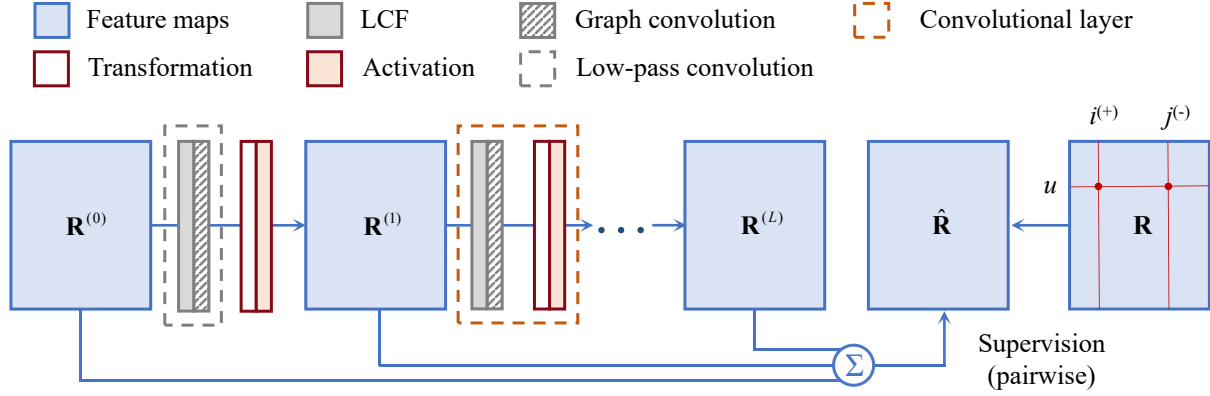 Feature maps
LCF
Graph convolution
Convolutional layer
Transformation
Activation
Low-pass convolution
i(+)
j(-)
u
R(0)
R(1)
• • •
R(L)
R̂
R
Σ
Supervision
(pairwise)